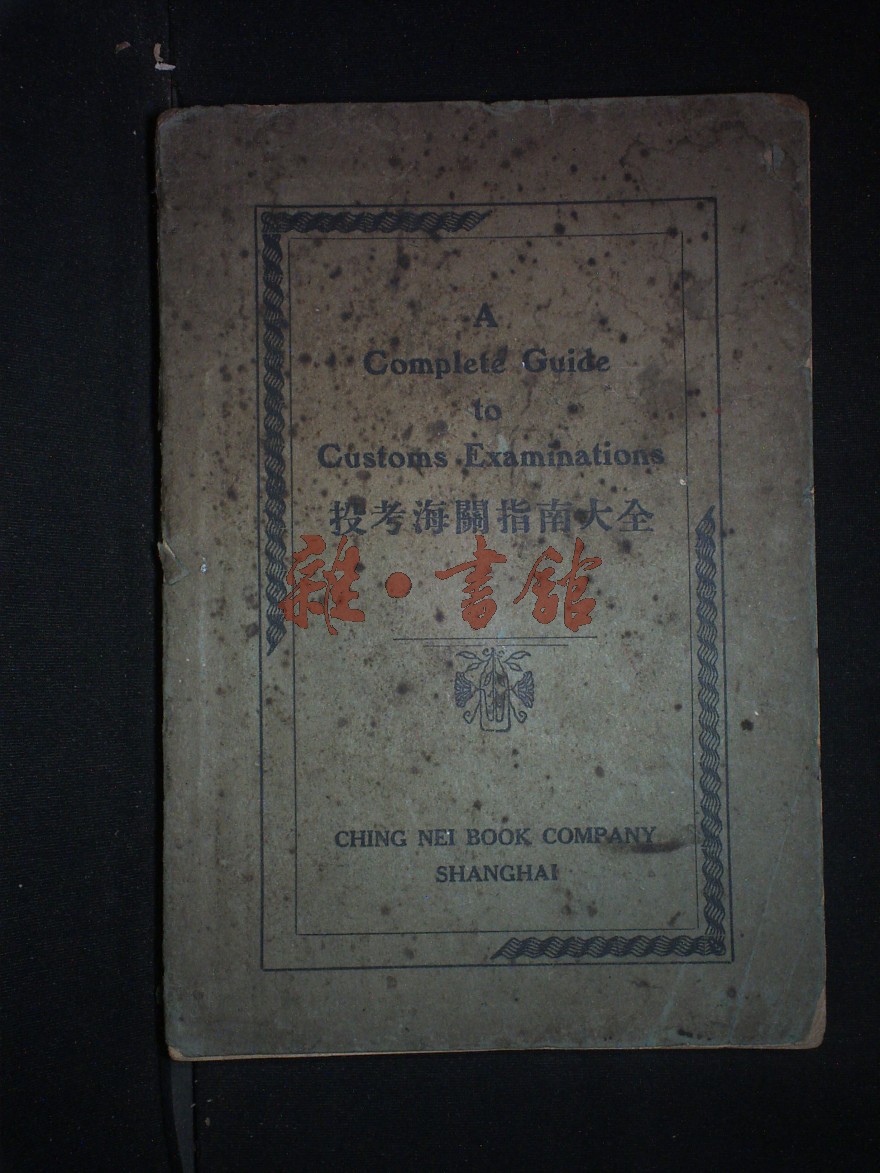 A
Complete Guide
to
Customs Examinations
投考海關指南大全
雜·書館
CHING NEI BOOK COMPANY
SHANGHAI